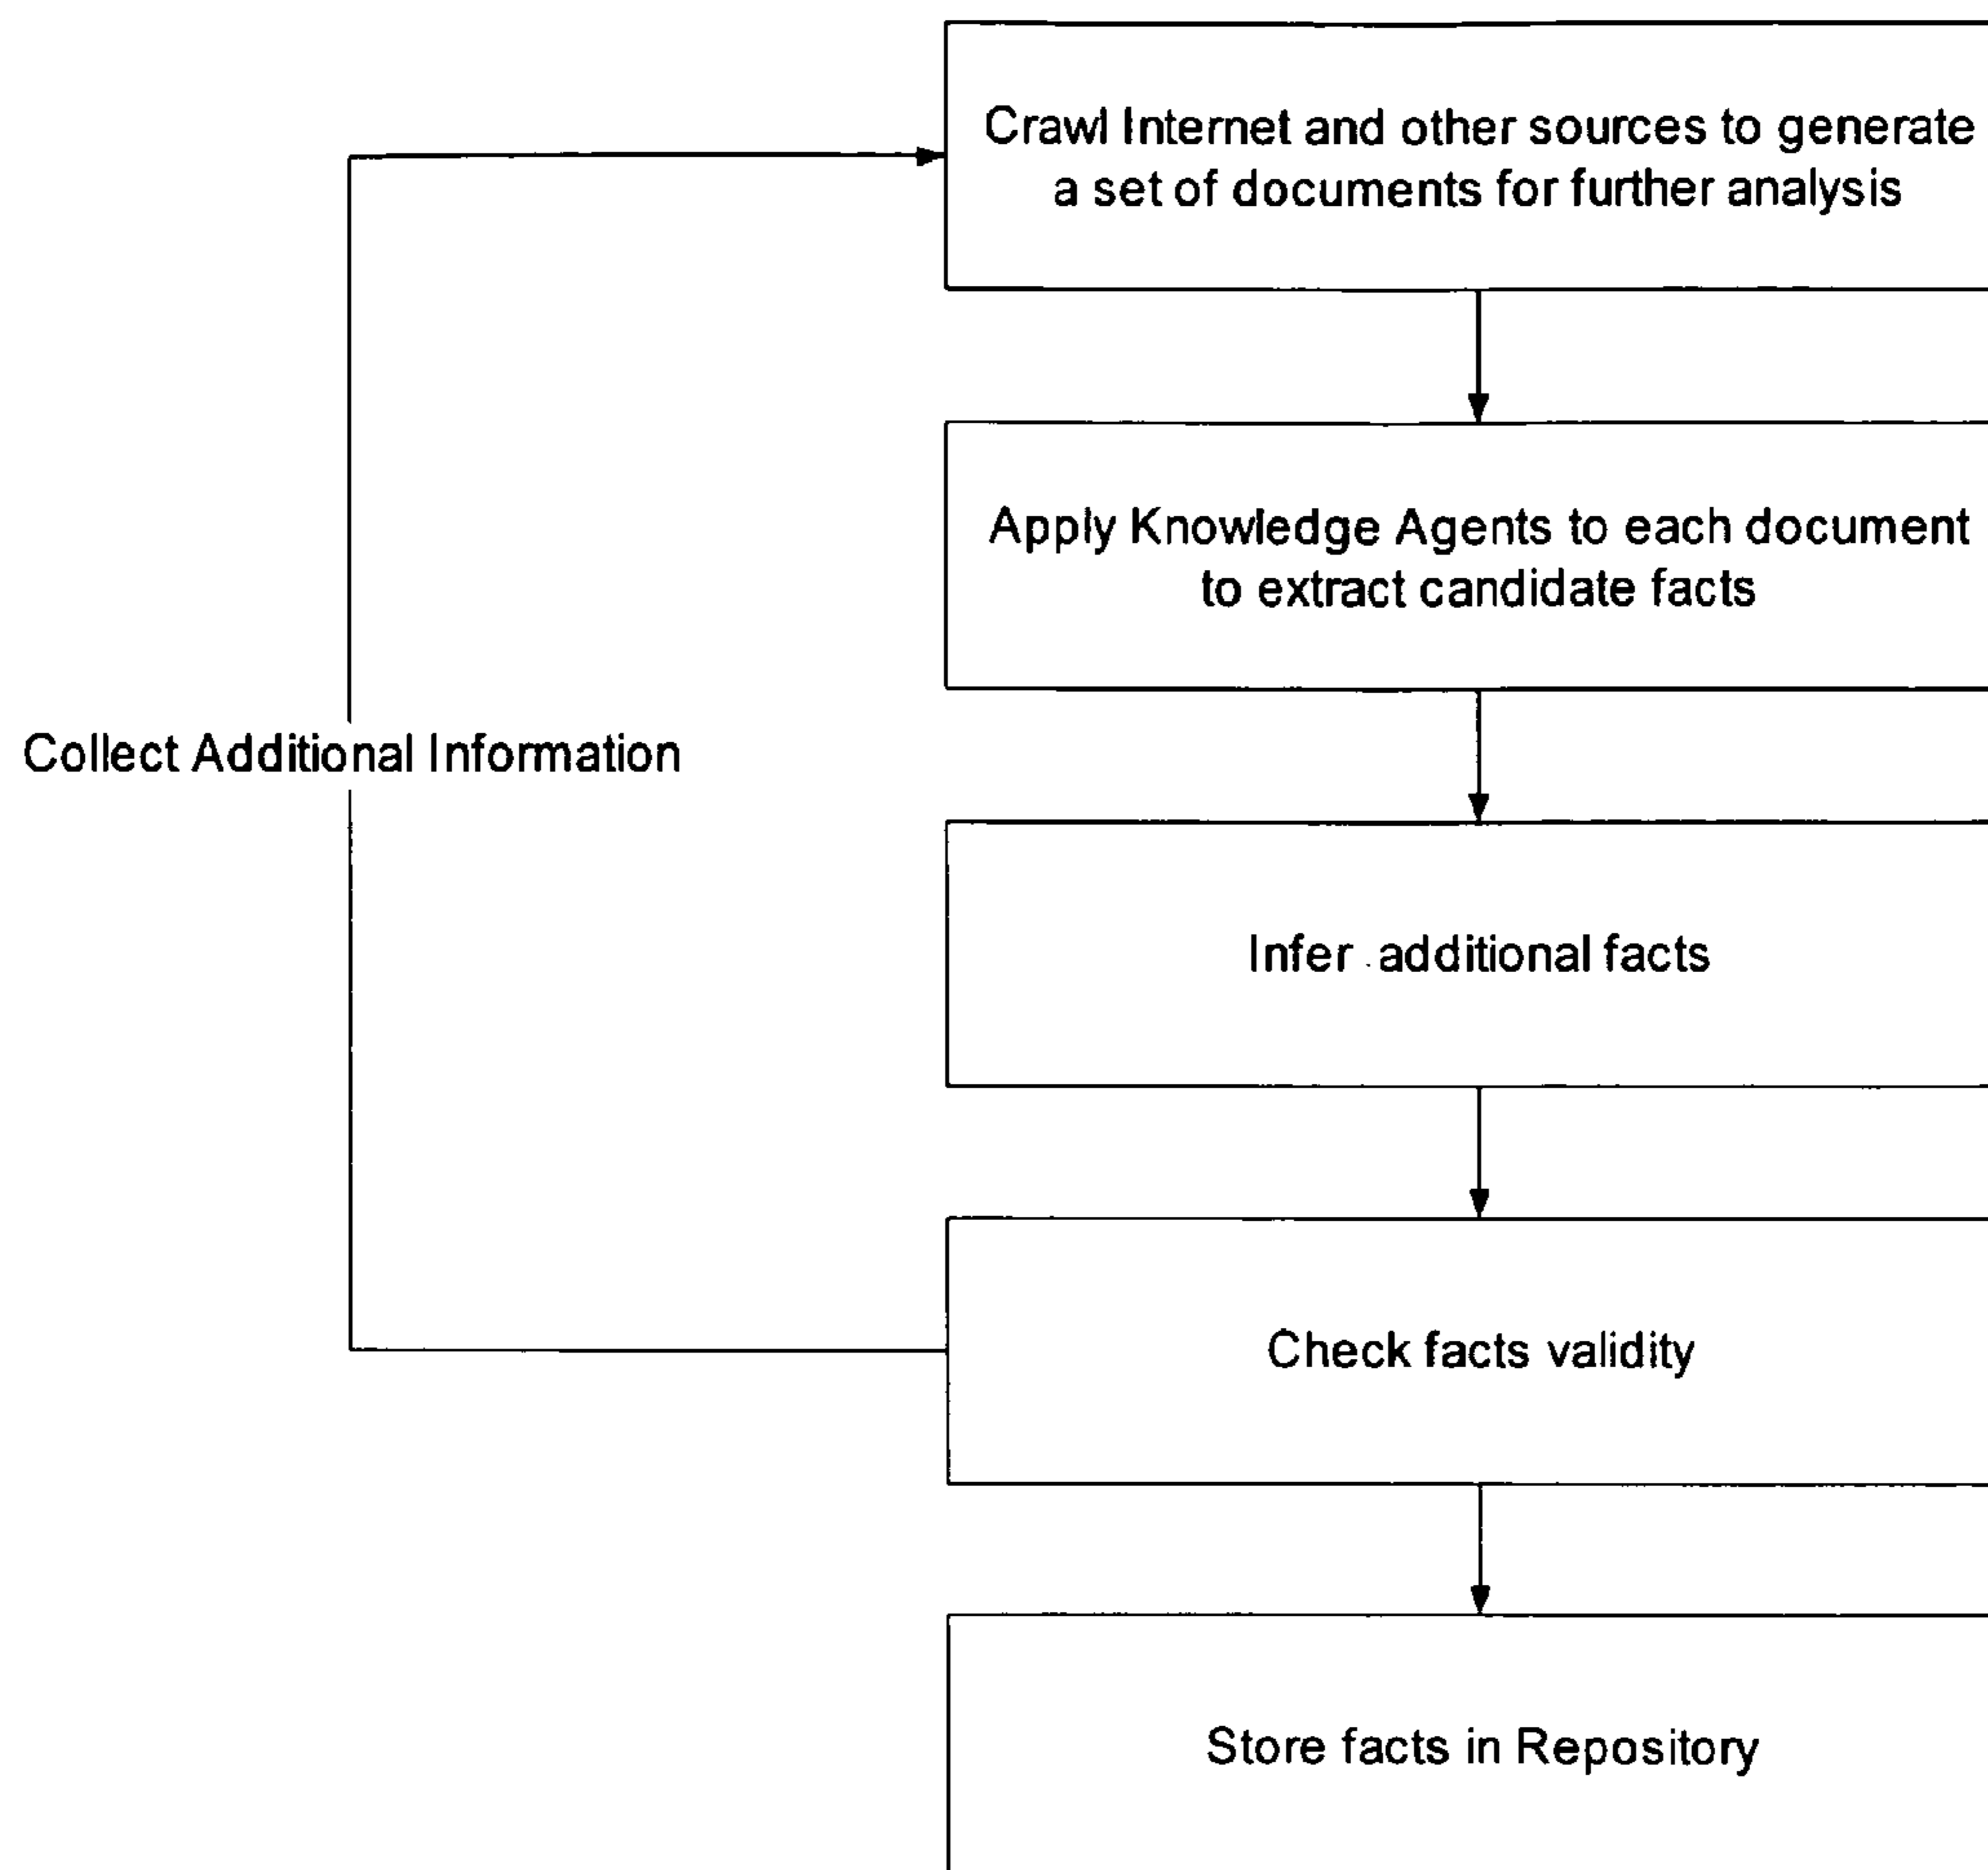 Crawl Internet and other sources to generate
a set of documents for further analysis
Apply Knowledge Agents to each document
to extract candidate facts
Collect Additional Information
Infer additional facts
Check facts validity
Store facts in Repository